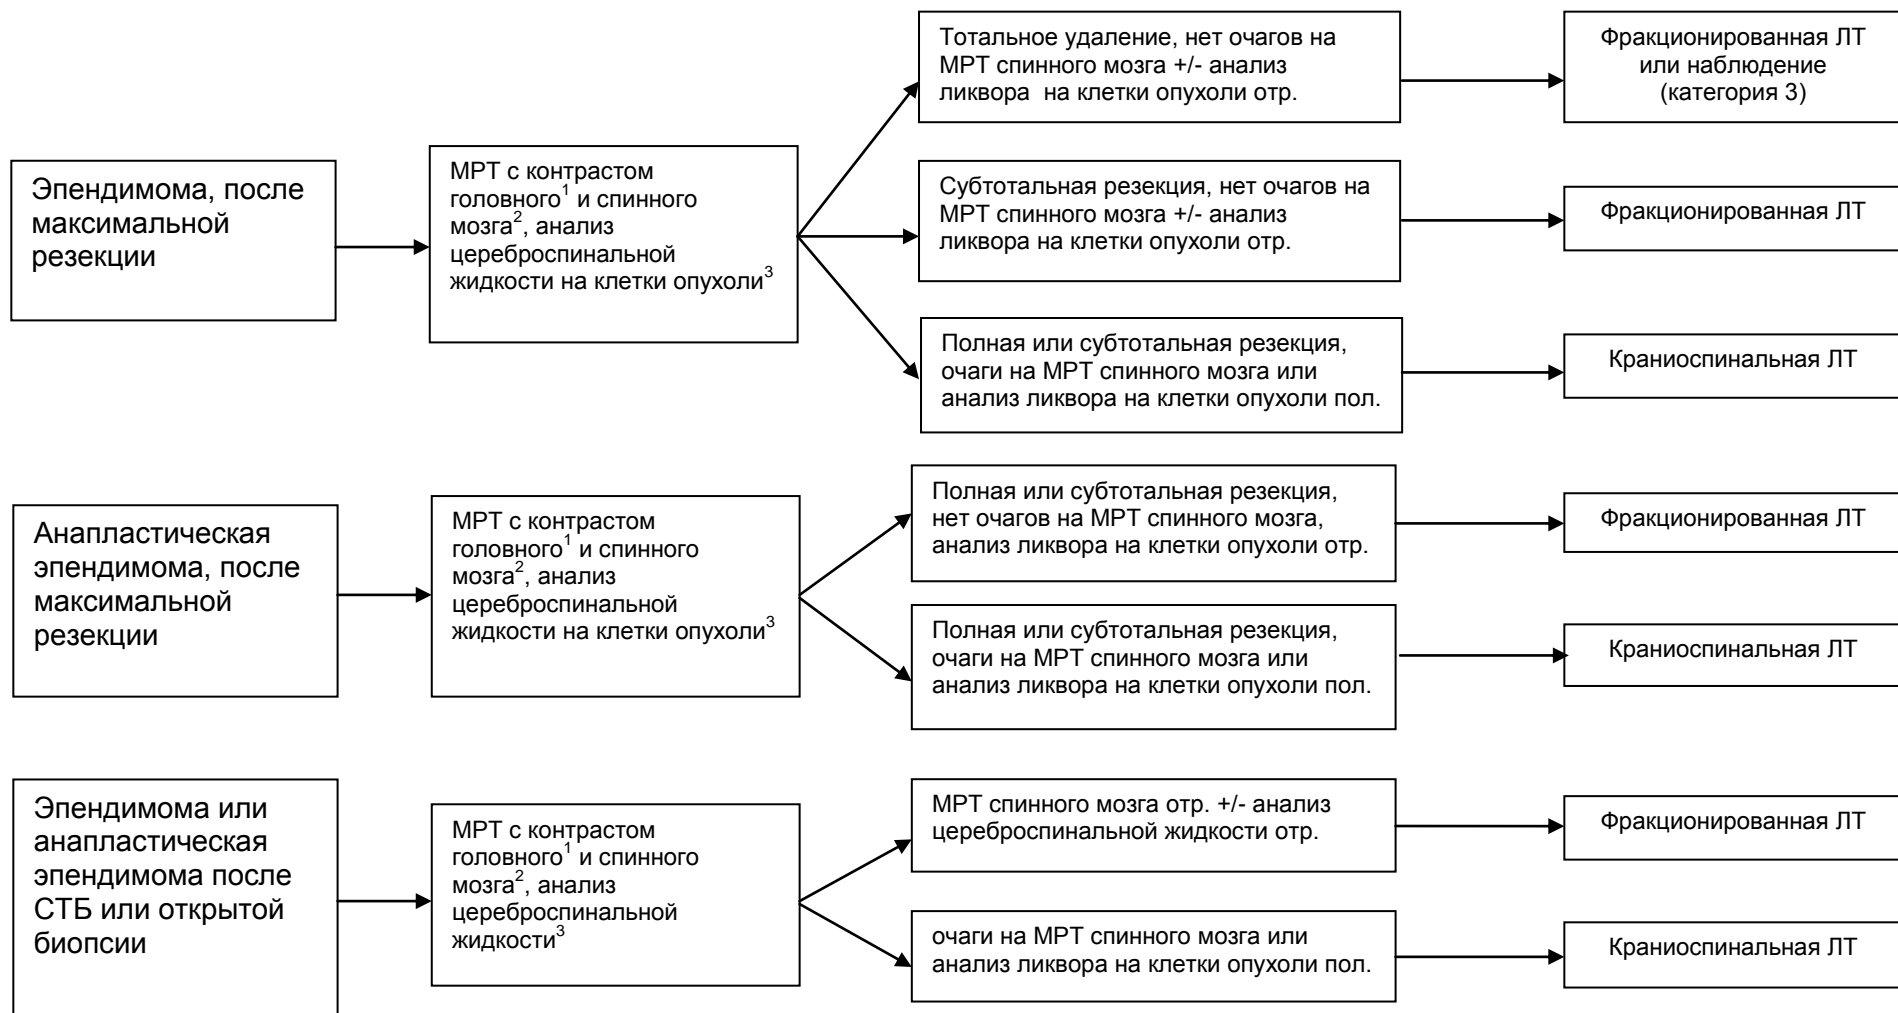 Эпендимома, после
максимальной
резекции
МРТ с контрастом
головного¹ и спинного
мозга², анализ
цереброспинальной
жидкости на клетки опухоли³
Тотальное удаление, нет очагов на
МРТ спинного мозга +/- анализ
ликвора на клетки опухоли отр.
Фракционированная ЛТ
или наблюдение
(категория 3)
Субтотальная резекция, нет очагов на
МРТ спинного мозга +/- анализ
ликвора на клетки опухоли отр.
Фракционированная ЛТ
Полная или субтотальная резекция,
очаги на МРТ спинного мозга или
анализ ликвора на клетки опухоли пол.
Краниоспинальная ЛТ
Анапластическая
эпендимома, после
максимальной
резекции
МРТ с контрастом
головного¹ и спинного
мозга², анализ
цереброспинальной
жидкости на клетки опухоли³
Полная или субтотальная резекция,
нет очагов на МРТ спинного мозга,
анализ ликвора на клетки опухоли отр.
Фракционированная ЛТ
Полная или субтотальная резекция,
очаги на МРТ спинного мозга или
анализ ликвора на клетки опухоли пол.
Краниоспинальная ЛТ
Эпендимома или
анапластическая
эпендимома после
СТБ или открытой
биопсии
МРТ с контрастом
головного¹ и спинного
мозга², анализ
цереброспинальной
жидкости³
МРТ спинного мозга отр. +/- анализ
цереброспинальной жидкости отр.
Фракционированная ЛТ
очаги на МРТ спинного мозга или
анализ ликвора на клетки опухоли пол.
Краниоспинальная ЛТ